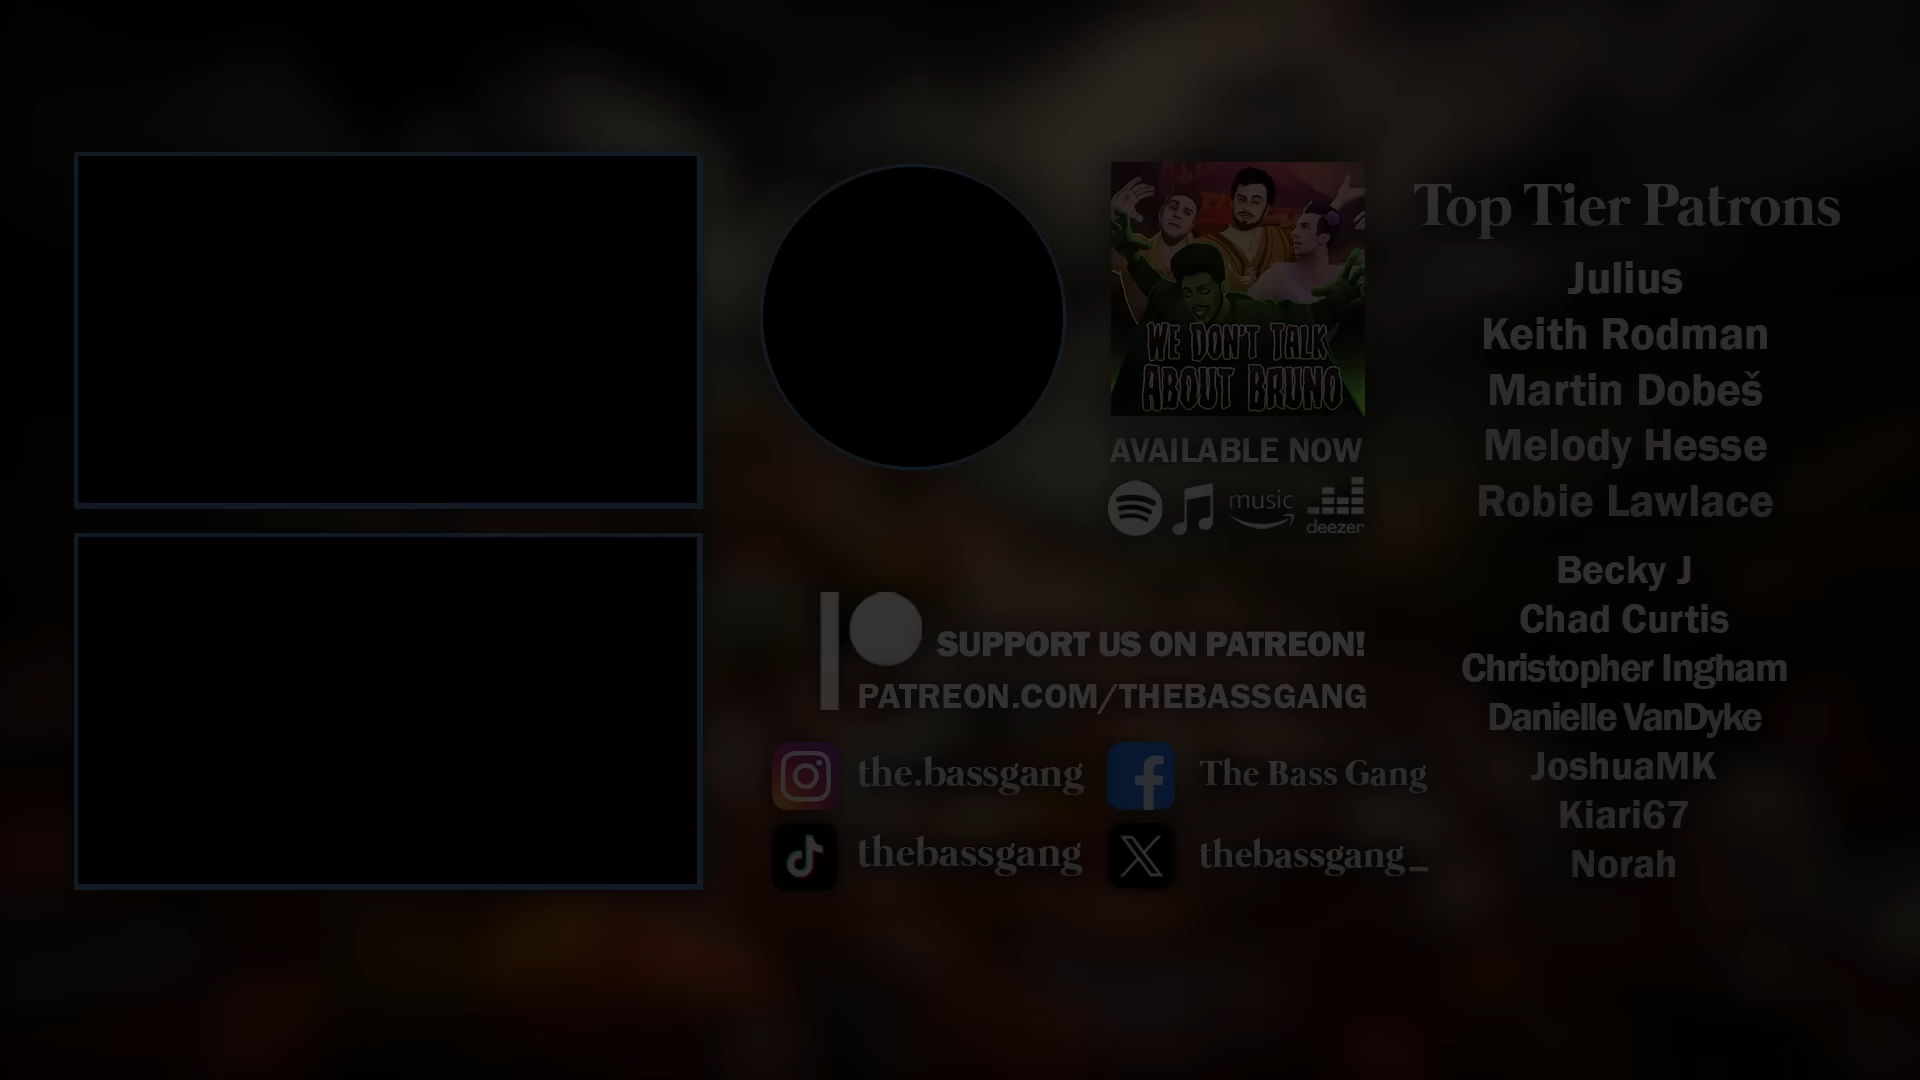 WE DON'T TALK
ABOUT BRUNO
AVAILABLE NOW
music
deezer
SUPPORT US ON PATREON!
PATREON.COM/THEBASSGANG
the.bassgang
The Bass Gang
thebassgang
thebassgang_
Top Tier Patrons
Julius
Keith Rodman
Martin Dobeš
Melody Hesse
Robie Lawlace
Becky J
Chad Curtis
Christopher Ingham
Danielle VanDyke
JoshuaMK
Kiari67
Norah